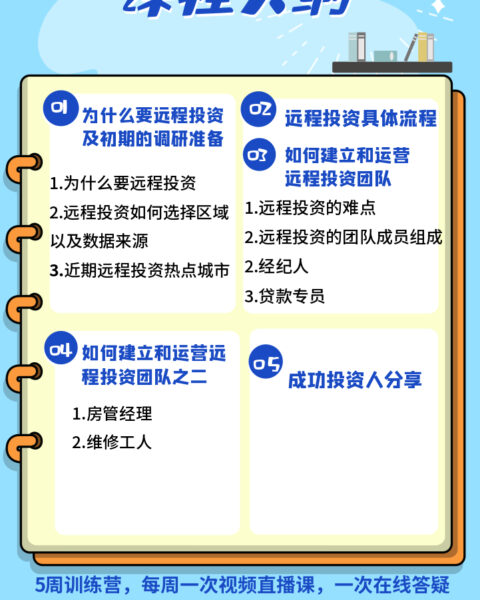 课程大纲
01
为什么要远程投资
及初期的调研准备
1.为什么要远程投资
2.远程投资如何选择区域
以及数据来源
3.近期远程投资热点城市
02
远程投资具体流程
03
如何建立和运营
远程投资团队
1.远程投资的难点
2.远程投资的团队成员组成
2.经纪人
3.贷款专员
04
如何建立和运营远
程投资团队之二
1.房管经理
2.维修工人
05
成功投资人分享
5周训练营，每周一次视频直播课，一次在线答疑